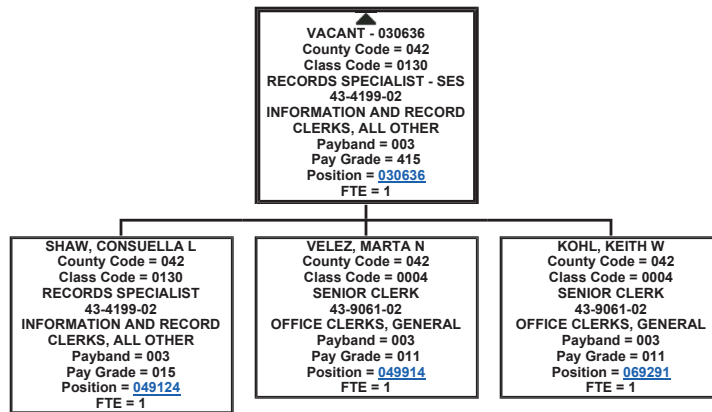 VACANT - 030636
County Code = 042
Class Code = 0130
RECORDS SPECIALIST - SES
43-4199-02
INFORMATION AND RECORD
CLERKS, ALL OTHER
Payband = 003
Pay Grade = 415
Position = 030636
FTE = 1
SHAW, CONSUELLA L
County Code = 042
Class Code = 0130
RECORDS SPECIALIST
43-4199-02
INFORMATION AND RECORD
CLERKS, ALL OTHER
Payband = 003
Pay Grade = 015
Position = 049124
FTE = 1
VELEZ, MARTA N
County Code = 042
Class Code = 0004
SENIOR CLERK
43-9061-02
OFFICE CLERKS, GENERAL
Payband = 003
Pay Grade = 011
Position = 049914
FTE = 1
KOHL, KEITH W
County Code = 042
Class Code = 0004
SENIOR CLERK
43-9061-02
OFFICE CLERKS, GENERAL
Payband = 003
Pay Grade = 011
Position = 069291
FTE = 1